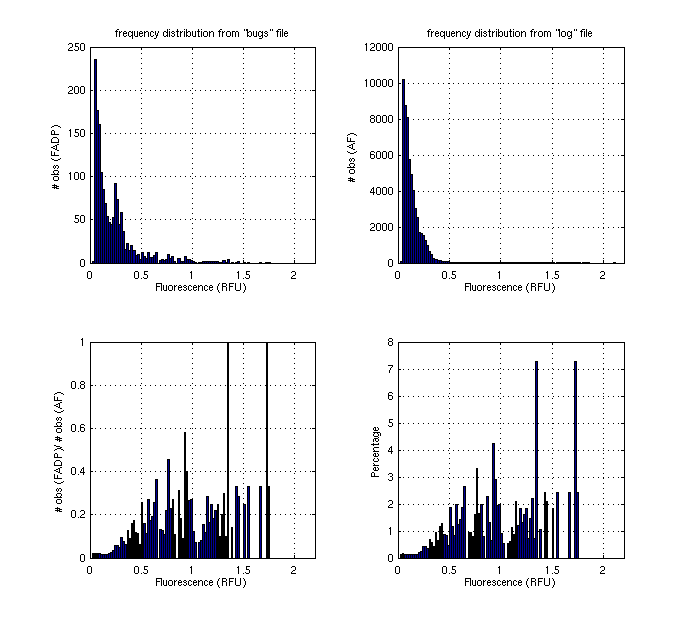 frequency distribution from "bugs" file
250
200
150
100
50
0
# obs (FADP)
0 0.5 1 1.5 2
Fluorescence (RFU)
frequency distribution from "log" file
12000
10000
8000
6000
4000
2000
0
# obs (AF)
0 0.5 1 1.5 2
Fluorescence (RFU)
1
0.8
0.6
0.4
0.2
0
# obs (FADP)/ # obs (AF)
0 0.5 1 1.5 2
Fluorescence (RFU)
8
7
6
5
4
3
2
1
0
Percentage
0 0.5 1 1.5 2
Fluorescence (RFU)